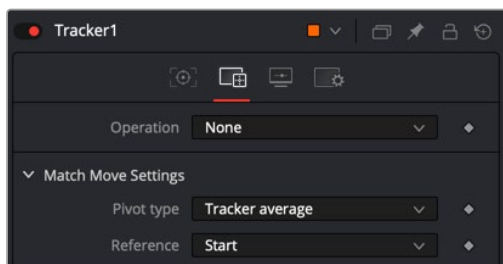 Tracker1
Operation None
Match Move Settings
Pivot type Tracker average
Reference Start